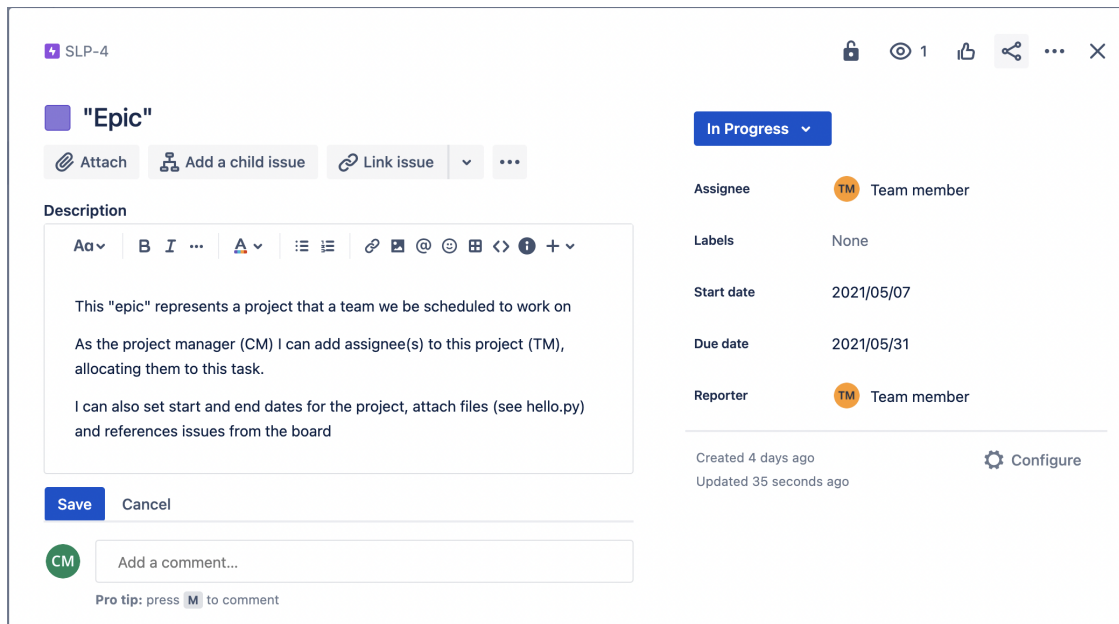 SLP-4
1
"Epic"
Attach
Add a child issue
Link issue
Description
Aa
B I
A
@
This "epic" represents a project that a team we be scheduled to work on
As the project manager (CM) I can add assignee(s) to this project (TM),
allocating them to this task.
I can also set start and end dates for the project, attach files (see hello.py)
and references issues from the board
Save
Cancel
CM
Add a comment...
Pro tip: press M to comment
In Progress
Assignee
TM Team member
Labels
None
Start date
2021/05/07
Due date
2021/05/31
Reporter
TM Team member
Created 4 days ago
Updated 35 seconds ago
Configure